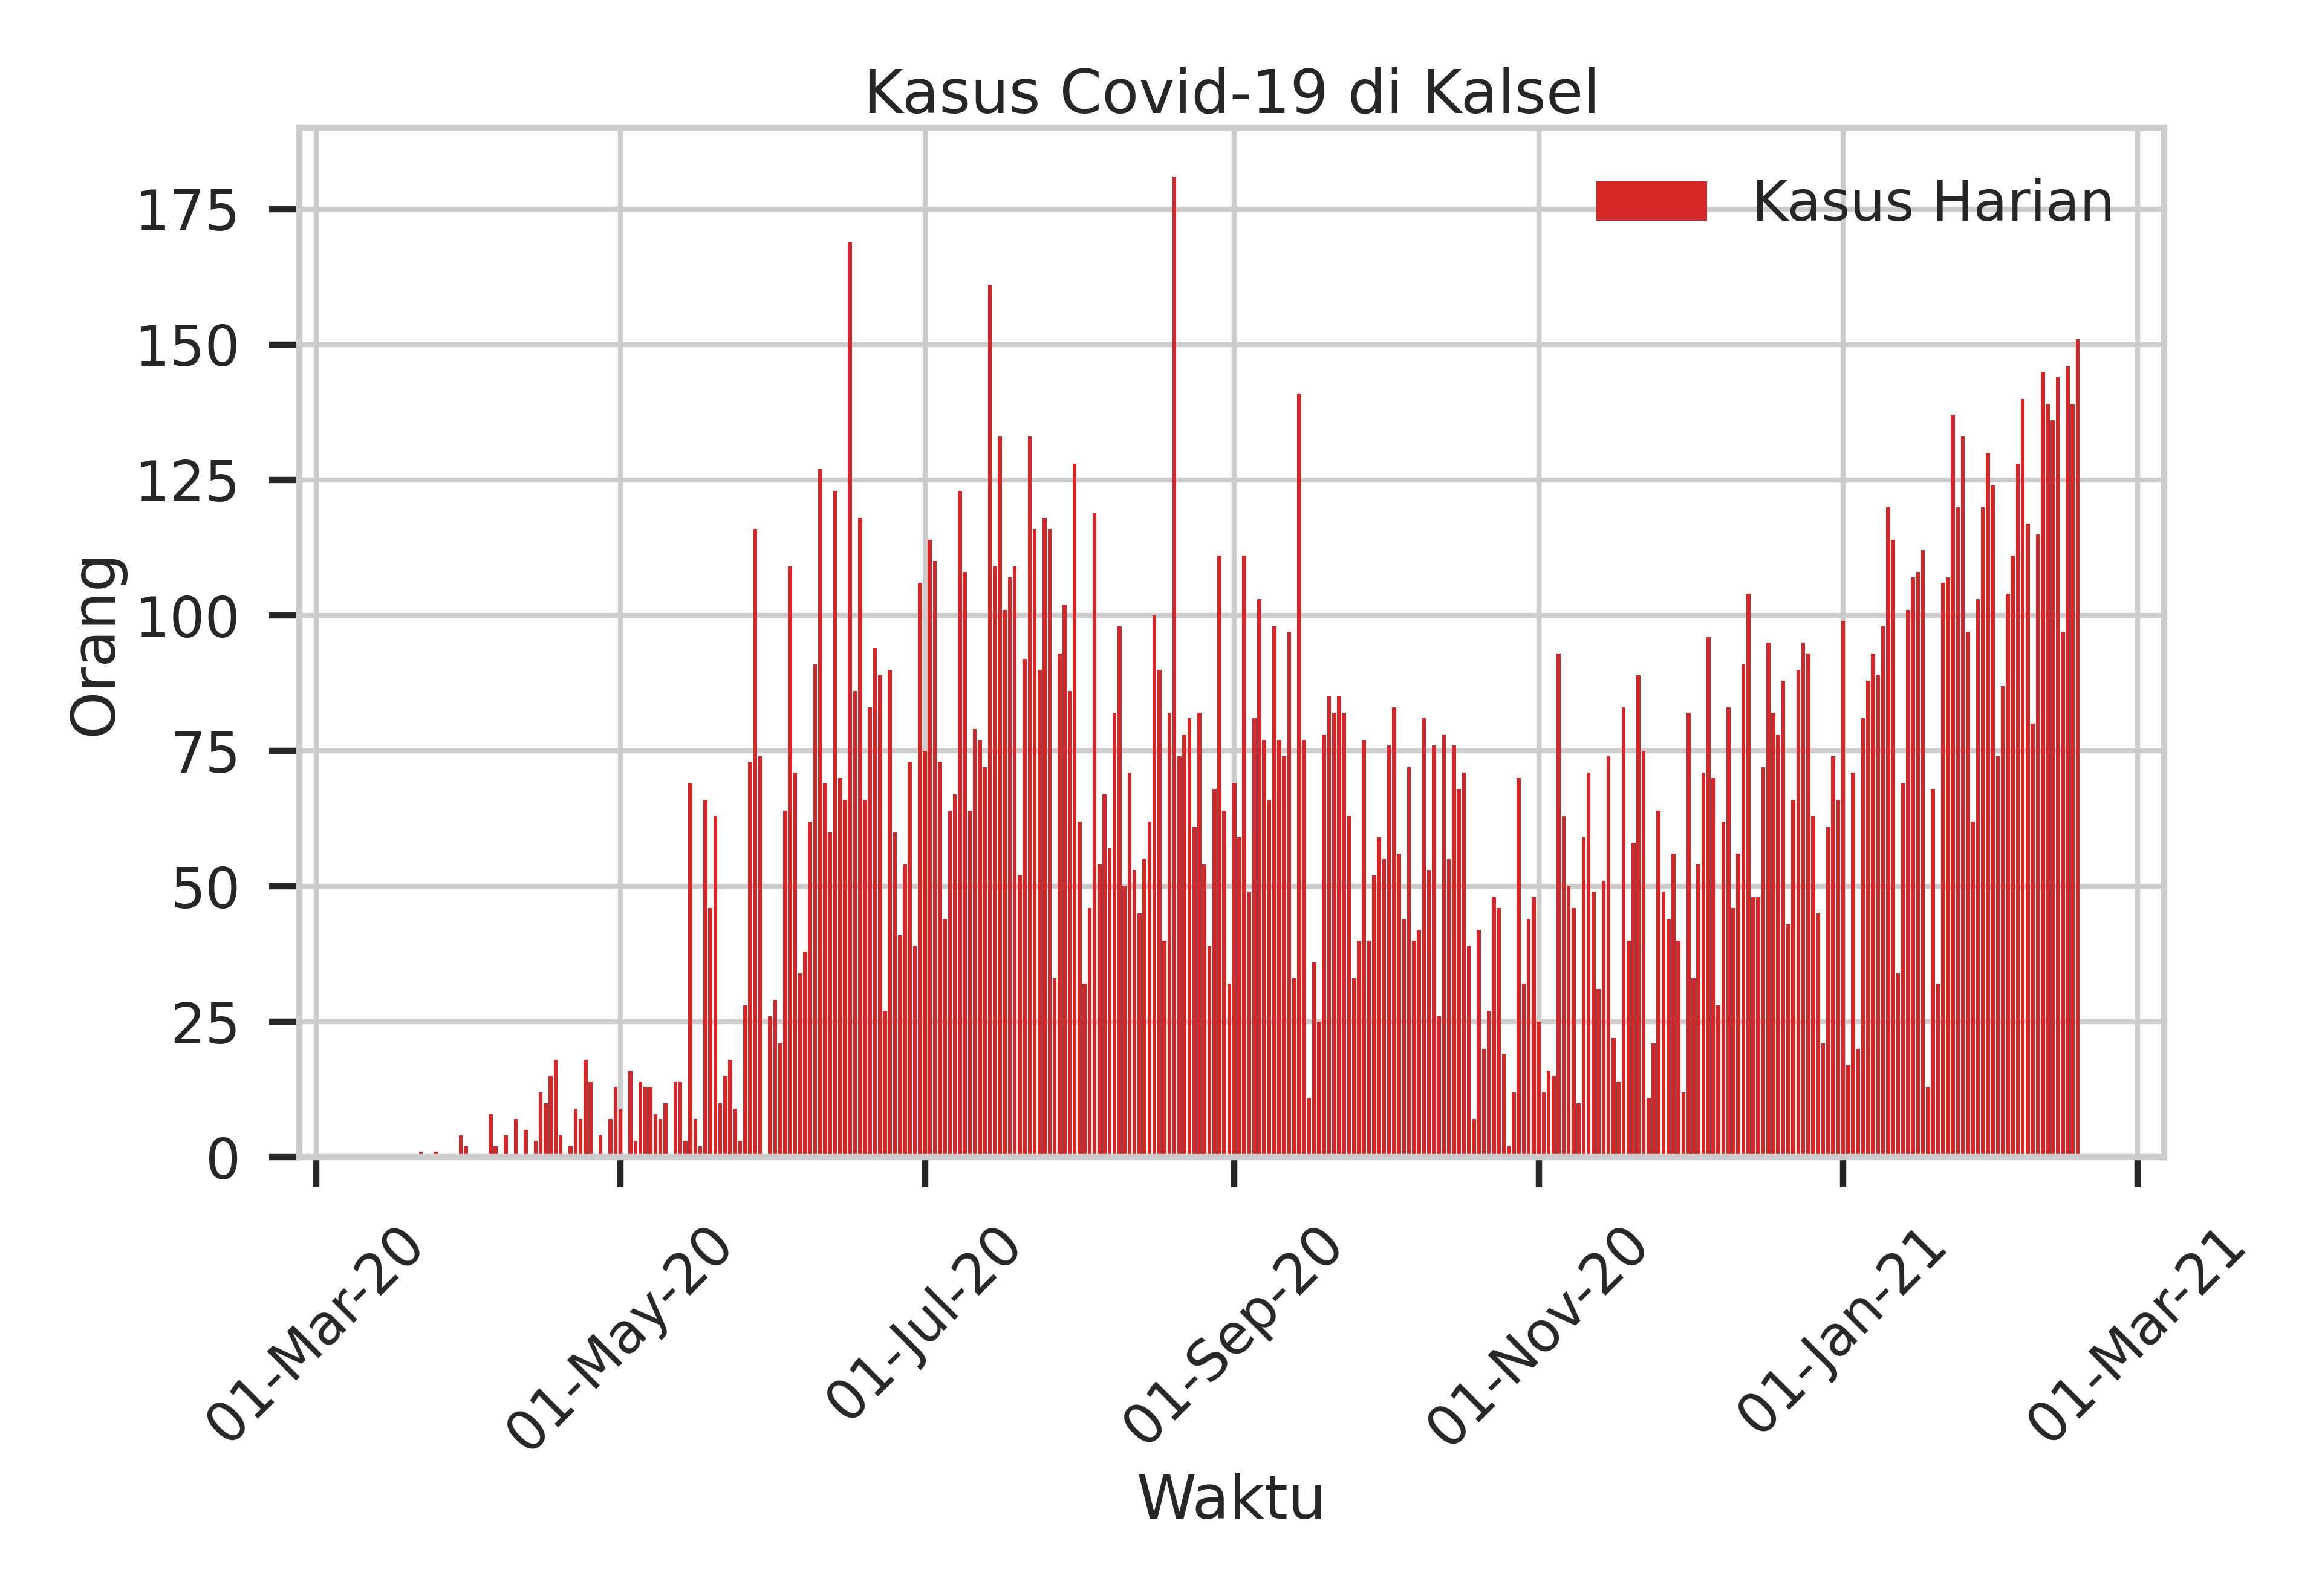 Kasus Covid-19 di Kalsel
Kasus Harian
Orang
175
150
125
100
75
50
25
0
01-Mar-20
01-May-20
01-Jul-20
01-Sep-20
01-Nov-20
01-Jan-21
01-Mar-21
Waktu